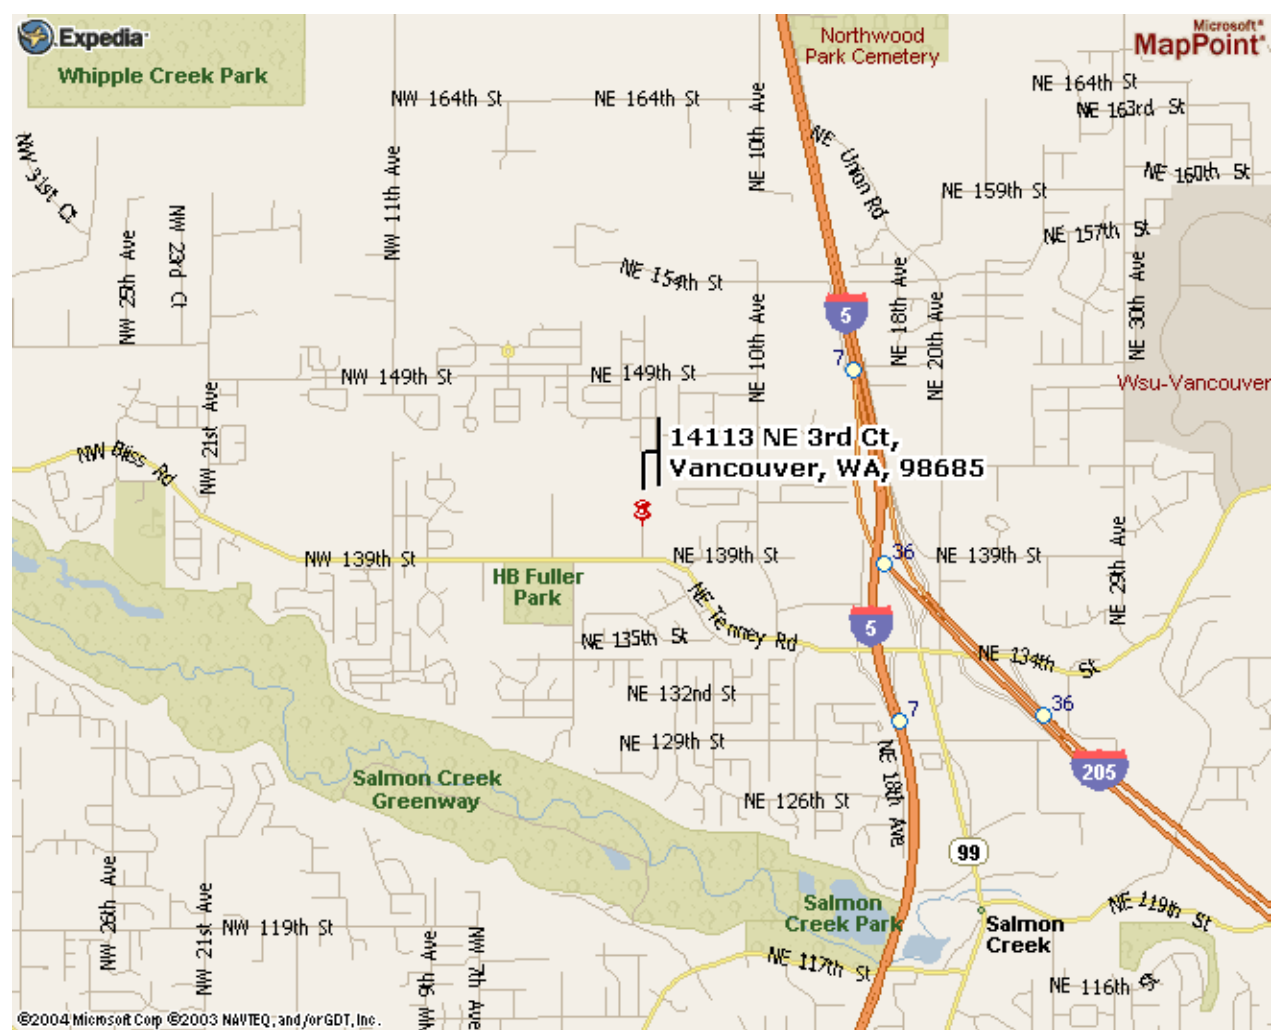 Expedia
Microsoft®
MapPoint®
Northwood
Park Cemetery
Whipple Creek Park
NW 164th St
NE 164th St
NE 164th St
NE 163rd St
NE 10th Ave
NE Union Rd
NW 31st Ct
NW 11th Ave
NE 160th St
NE 159th St
NE 157th St
NW 25th Ave
NW 23rd Ct
NE 154th St
NE 18th Ave
NE 20th Ave
NE 30th Ave
5
7
NE 10th Ave
NW 149th St
NE 149th St
Wsu-Vancouver
NW 21st Ave
14113 NE 3rd Ct,
Vancouver, WA, 98685
NW Bliss Rd
NW 139th St
NE 139th St
36
NE 139th St
NE 29th Ave
HB Fuller
Park
NE Tenney Rd
5
NE 135th St
NE 134th St
NE 132nd St
36
7
NE 129th St
NE 18th Ave
205
Salmon Creek
Greenway
NE 126th St
99
NW 26th Ave
NW 21st Ave
NW 119th St
NW 9th Ave
NW 7th Ave
Salmon
Creek Park
NE 119th St
Salmon
Creek
NE 117th St
NE 116th St
©2004 Microsoft Corp ©2003 NAVTEQ, and/or GDT, Inc.